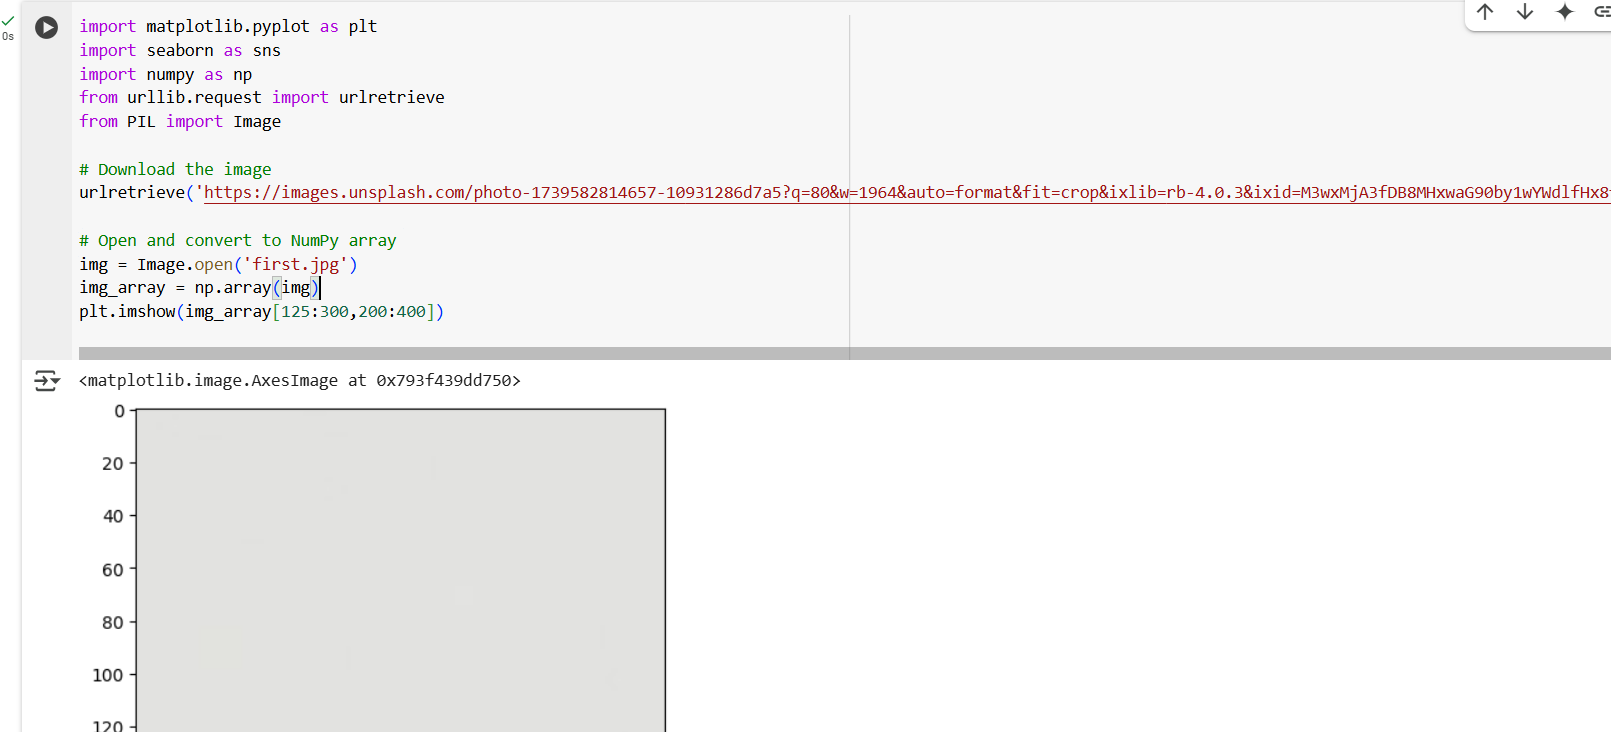 0s
import matplotlib.pyplot as plt
import seaborn as sns
import numpy as np
from urllib.request import urlretrieve
from PIL import Image
# Download the image
urlretrieve('https://images.unsplash.com/photo-1739582814657-10931286d7a5?q=80&w=1964&auto=format&fit=crop&ixlib=rb-4.0.3&ixid=M3wxMjA3fDB8MHxwaG90by1wYWdlfHx8
# Open and convert to NumPy array
img = Image.open('first.jpg')
img_array = np.array(img)
plt.imshow(img_array[125:300,200:400])
<matplotlib.image.AxesImage at 0x793f439dd750>
0
20
40
60
80
100
120